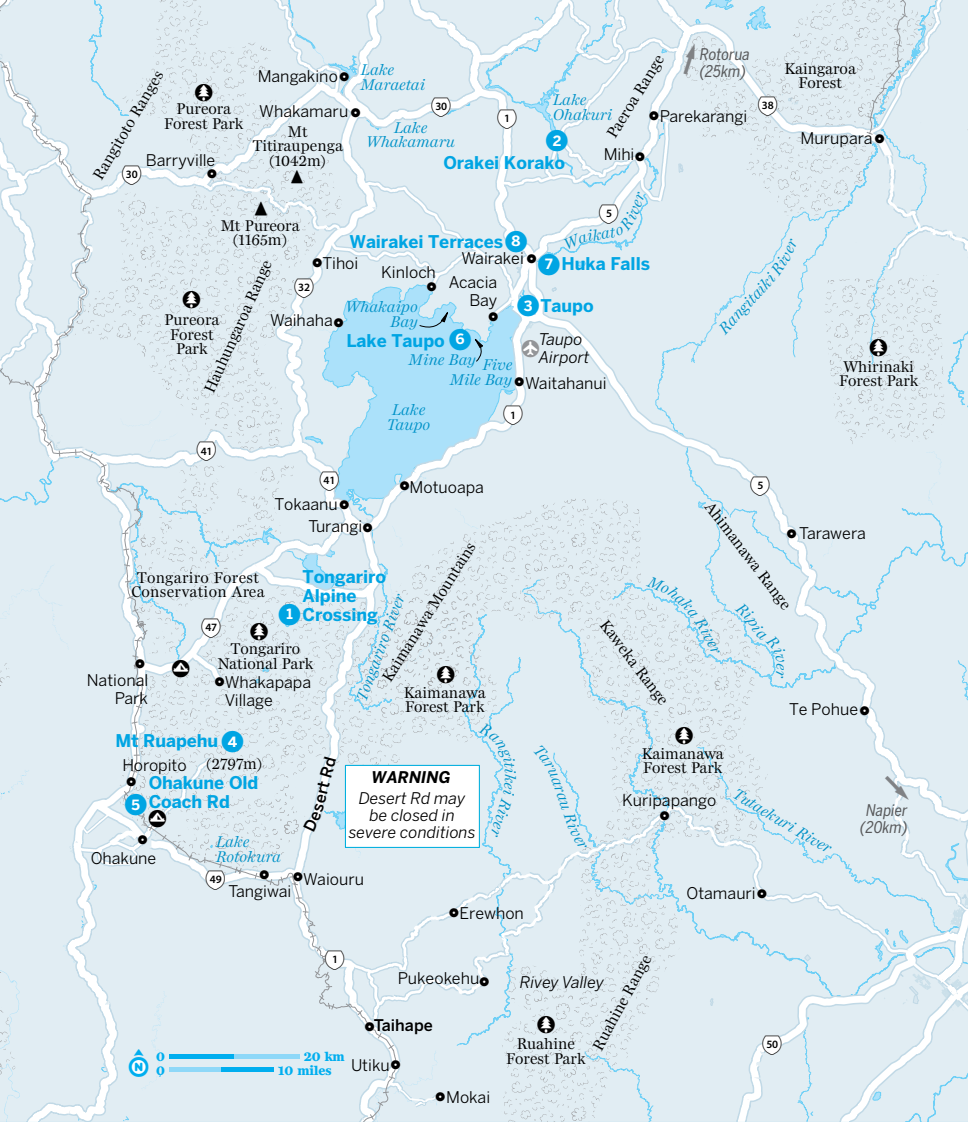 Rotorua
(25km)
Mangakino
Lake
Maraetai
Kaingaroa
Forest
Rangitoto Ranges
Pureora
Forest Park
Whakamaru
30
Lake
Ohakuri
Paeroa Range
38
1
Parekarangi
Mt
Titiraupenga
(1042m)
Lake
Whakamaru
2
Orakei Korako
Mihi
Murupara
Barryville
30
Mt Pureora
(1165m)
5
Waikato River
Wairakei Terraces
8
Wairakei
7
Huka Falls
Rangitaiki River
Tihoi
Kinloch
Acacia
Bay
32
Hauhungaroa Range
Pureora
Forest
Park
Whakaipo
Bay
3
Taupo
Waihaha
Lake Taupo
6
Mine Bay
Five
Mile Bay
Taupo
Airport
Whirinaki
Forest Park
Waitahanui
Lake
Taupo
1
41
41
Motuoapa
5
Tokaanu
Turangi
Ahimanawa Range
Tarawera
Tongariro Forest
Conservation Area
Tongariro
Alpine
Crossing
1
Tongariro River
Kaimanawa Mountains
Mohaka River
Ripia River
Kaweka Range
47
Tongariro
National Park
National
Park
Whakapapa
Village
Kaimanawa
Forest Park
Te Pohue
Mt Ruapehu
4
(2797m)
Rangitikei River
Taruarau River
Kaimanawa
Forest Park
Horopito
Ohakune Old
Coach Rd
5
Desert Rd
WARNING
Desert Rd may
be closed in
severe conditions
Kuripapango
Tutaekuri River
Napier
(20km)
Ohakune
Lake
Rotokura
49
Tangiwai
Waiouru
Otamauri
Erewhon
1
Pukeokehu
Rivey Valley
Ruahine Range
Taihape
Ruahine
Forest Park
50
N
0
20 km
0
10 miles
Utiku
Mokai